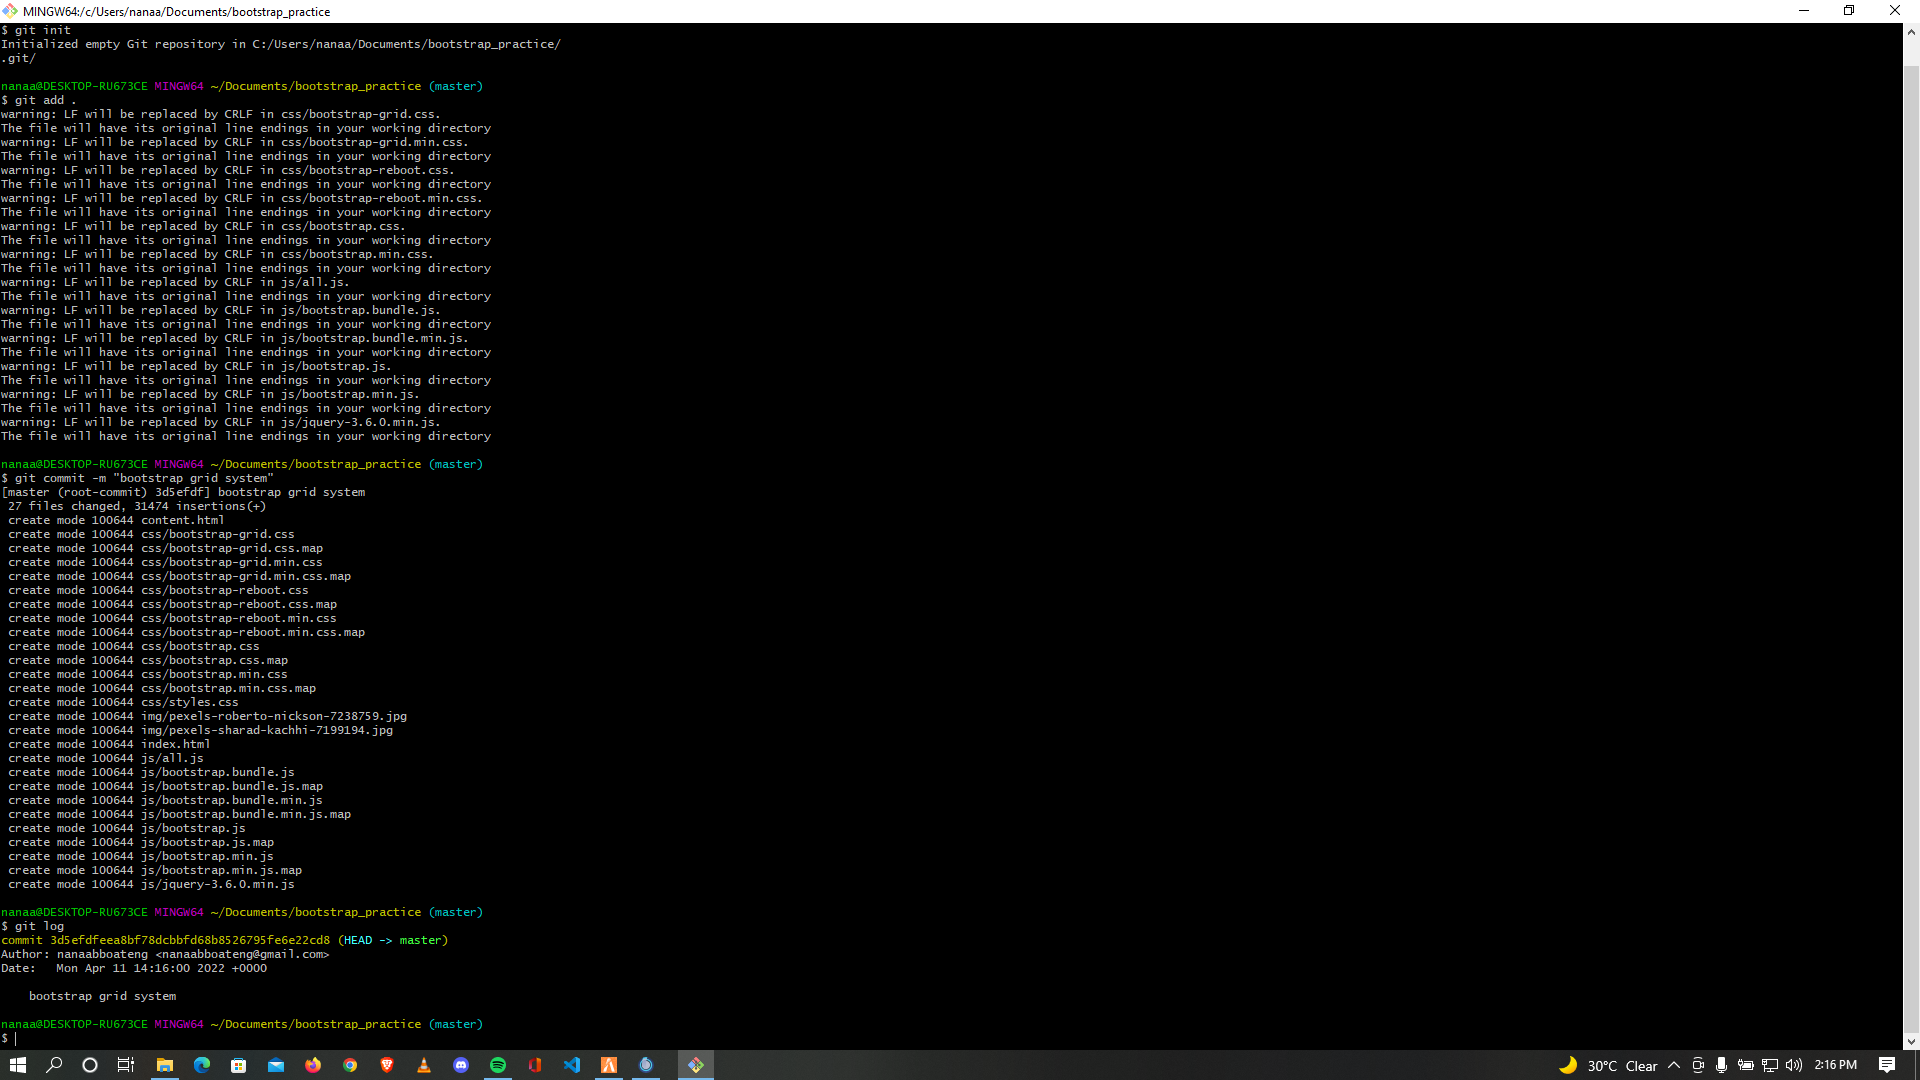 MINGW64:/c/Users/nanaa/Documents/bootstrap_practice
$ git init
Initialized empty Git repository in C:/Users/nanaa/Documents/bootstrap_practice/
.git/
nanaa@DESKTOP-RU673CE MINGW64 ~/Documents/bootstrap_practice (master)
$ git add .
warning: LF will be replaced by CRLF in css/bootstrap-grid.css.
The file will have its original line endings in your working directory
warning: LF will be replaced by CRLF in css/bootstrap-grid.min.css.
The file will have its original line endings in your working directory
warning: LF will be replaced by CRLF in css/bootstrap-reboot.css.
The file will have its original line endings in your working directory
warning: LF will be replaced by CRLF in css/bootstrap-reboot.min.css.
The file will have its original line endings in your working directory
warning: LF will be replaced by CRLF in css/bootstrap.css.
The file will have its original line endings in your working directory
warning: LF will be replaced by CRLF in css/bootstrap.min.css.
The file will have its original line endings in your working directory
warning: LF will be replaced by CRLF in js/all.js.
The file will have its original line endings in your working directory
warning: LF will be replaced by CRLF in js/bootstrap.bundle.js.
The file will have its original line endings in your working directory
warning: LF will be replaced by CRLF in js/bootstrap.bundle.min.js.
The file will have its original line endings in your working directory
warning: LF will be replaced by CRLF in js/bootstrap.js.
The file will have its original line endings in your working directory
warning: LF will be replaced by CRLF in js/bootstrap.min.js.
The file will have its original line endings in your working directory
warning: LF will be replaced by CRLF in js/jquery-3.6.0.min.js.
The file will have its original line endings in your working directory
nanaa@DESKTOP-RU673CE MINGW64 ~/Documents/bootstrap_practice (master)
$ git commit -m "bootstrap grid system"
[master (root-commit) 3d5efdf] bootstrap grid system
27 files changed, 31474 insertions(+)
create mode 100644 content.html
create mode 100644 css/bootstrap-grid.css
create mode 100644 css/bootstrap-grid.css.map
create mode 100644 css/bootstrap-grid.min.css
create mode 100644 css/bootstrap-grid.min.css.map
create mode 100644 css/bootstrap-reboot.css
create mode 100644 css/bootstrap-reboot.css.map
create mode 100644 css/bootstrap-reboot.min.css
create mode 100644 css/bootstrap-reboot.min.css.map
create mode 100644 css/bootstrap.css
create mode 100644 css/bootstrap.css.map
create mode 100644 css/bootstrap.min.css
create mode 100644 css/bootstrap.min.css.map
create mode 100644 css/styles.css
create mode 100644 img/pexels-roberto-nickson-7238759.jpg
create mode 100644 img/pexels-sharad-kachhi-7199194.jpg
create mode 100644 index.html
create mode 100644 js/all.js
create mode 100644 js/bootstrap.bundle.js
create mode 100644 js/bootstrap.bundle.js.map
create mode 100644 js/bootstrap.bundle.min.js
create mode 100644 js/bootstrap.bundle.min.js.map
create mode 100644 js/bootstrap.js
create mode 100644 js/bootstrap.js.map
create mode 100644 js/bootstrap.min.js
create mode 100644 js/bootstrap.min.js.map
create mode 100644 js/jquery-3.6.0.min.js
nanaa@DESKTOP-RU673CE MINGW64 ~/Documents/bootstrap_practice (master)
$ git log
commit 3d5efdfeea8bf78dcbbfd68b8526795fe6e22cd8 (HEAD -> master)
Author: nanaabboateng <nanaabboateng@gmail.com>
Date:   Mon Apr 11 14:16:00 2022 +0000
bootstrap grid system
nanaa@DESKTOP-RU673CE MINGW64 ~/Documents/bootstrap_practice (master)
$
30°C Clear 2:16 PM